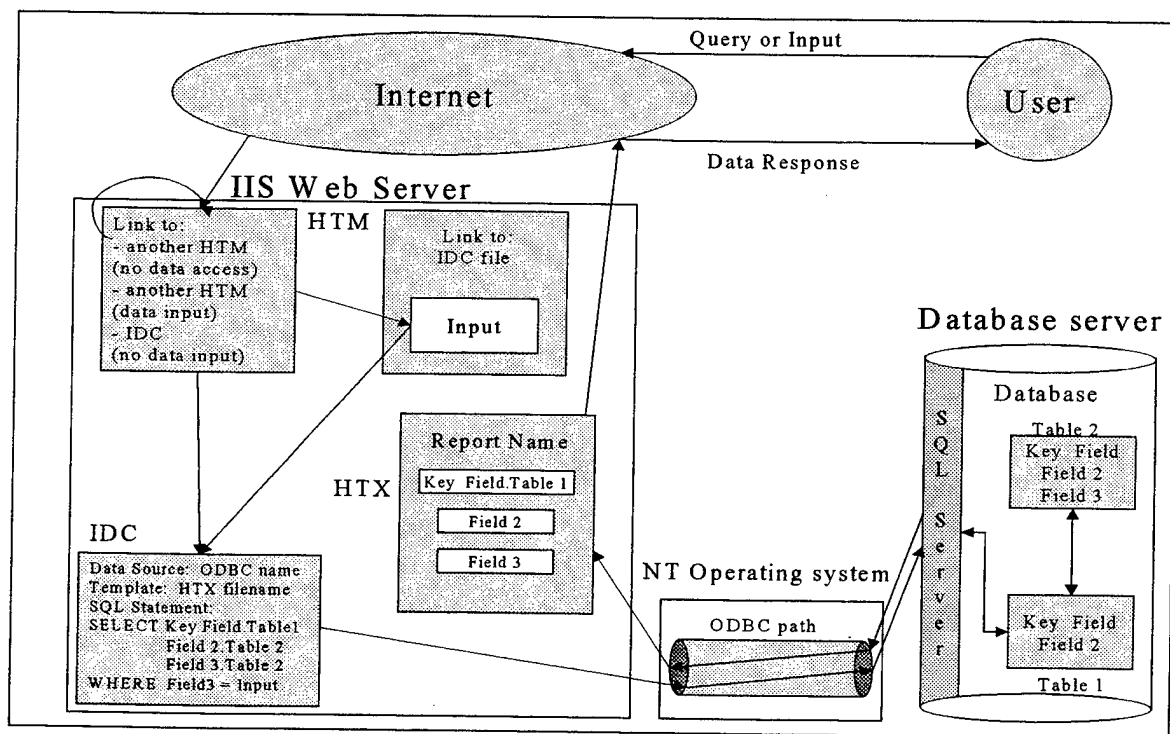 Query or Input
Internet
User
Data Response
IIS Web Server
HTM
Link to:
- another HTM
(no data access)
- another HTM
(data input)
- IDC
(no data input)
Link to:
IDC file
Input
Database server
Database
SQL Server
Table 2
Key Field
Field 2
Field 3
Key Field
Field 2
Table 1
HTX
Report Name
Key Field.Table 1
Field 2
Field 3
IDC
Data Source: ODBC name
Template: HTX filename
SQL Statement:
SELECT Key Field.Table1
Field 2.Table 2
Field 3.Table 2
WHERE Field3 = Input
NT Operating system
ODBC path